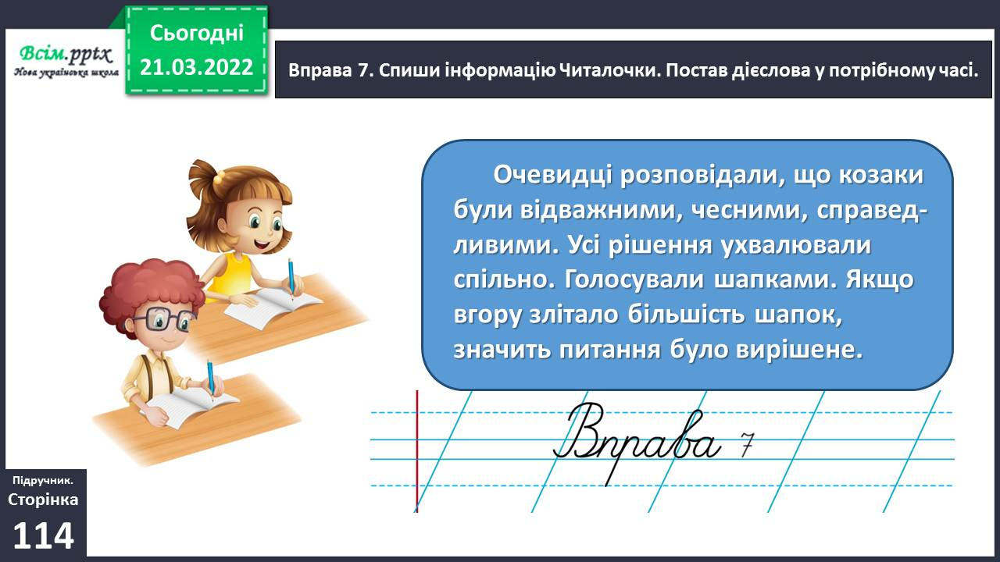 Всім.pptx
Нова українська школа
Сьогодні
21.03.2022
Вправа 7. Спиши інформацію Читалочки. Постав дієслова у потрібному часі.
Очевидці розповідали, що козаки
були відважними, чесними, справед-
ливими. Усі рішення ухвалювали
спільно. Голосували шапками. Якщо
вгору злітало більшість шапок,
значить питання було вирішене.
Вправа 7
Підручник.
Сторінка
114